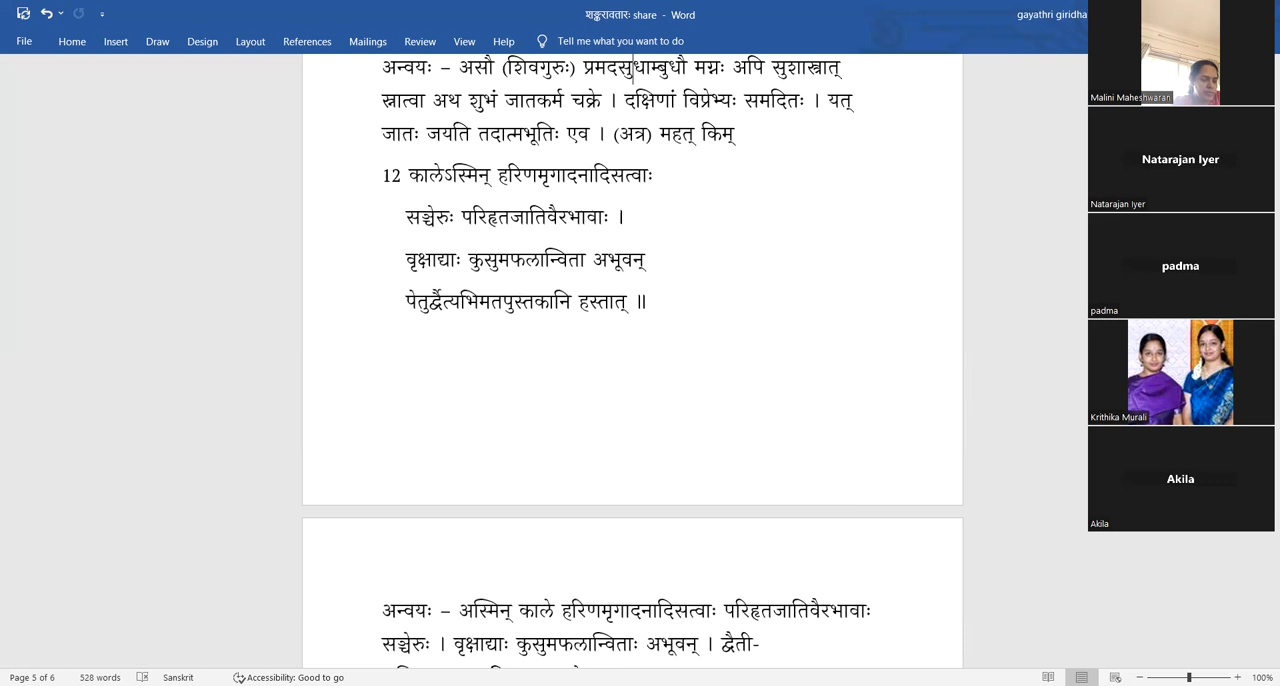 शङ्करावतारः share - Word
gayathri giridha
File Home Insert Draw Design Layout References Mailings Review View Help Tell me what you want to do
अन्वयः – असौ (शिवगुरुः) प्रमदसुधाम्बुधौ मग्नः अपि सुशास्त्रात्
स्नात्वा अथ शुभं जातकर्म चक्रे । दक्षिणां विप्रेभ्यः समदितः । यत्
जातः जयति तदात्मभूतिः एव । (अत्र) महत् किम्
12 कालेऽस्मिन् हरिणमृगादनादिसत्वाः
सञ्चेरुः परिहृतजातिवैरभावाः ।
वृक्षाद्याः कुसुमफलान्विता अभूवन्
पेतुर्द्वैत्यभिमतपुस्तकानि हस्तात् ॥
अन्वयः – अस्मिन् काले हरिणमृगादनादिसत्वाः परिहृतजातिवैरभावाः
सञ्चेरुः । वृक्षाद्याः कुसुमफलान्विताः अभूवन् । द्वैती-
Malini Maheshwaran
Natarajan Iyer
Natarajan Iyer
padma
padma
Krithika Murali
Akila
Akila
Page 5 of 6 528 words Sanskrit Accessibility: Good to go 100%